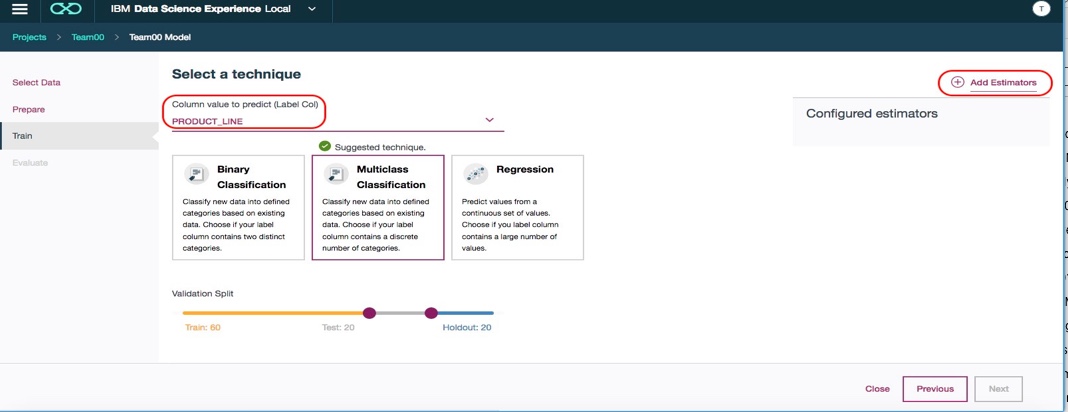 IBM Data Science Experience Local
T
Projects > Team00 > Team00 Model
Select Data
Prepare
Train
Evaluate
Select a technique
Column value to predict (Label Col)
PRODUCT_LINE
Suggested technique.
Binary
Classification
Classify new data into defined
categories based on existing
data. Choose if your label
column contains two distinct
categories.
Multiclass
Classification
Classify new data into defined
categories based on existing
data. Choose if your label
column contains a discrete
number of categories.
Regression
Predict values from a
continuous set of values.
Choose if you label column
contains a large number of
values.
Validation Split
Train: 60
Test: 20
Holdout: 20
Add Estimators
Configured estimators
Close
Previous
Next